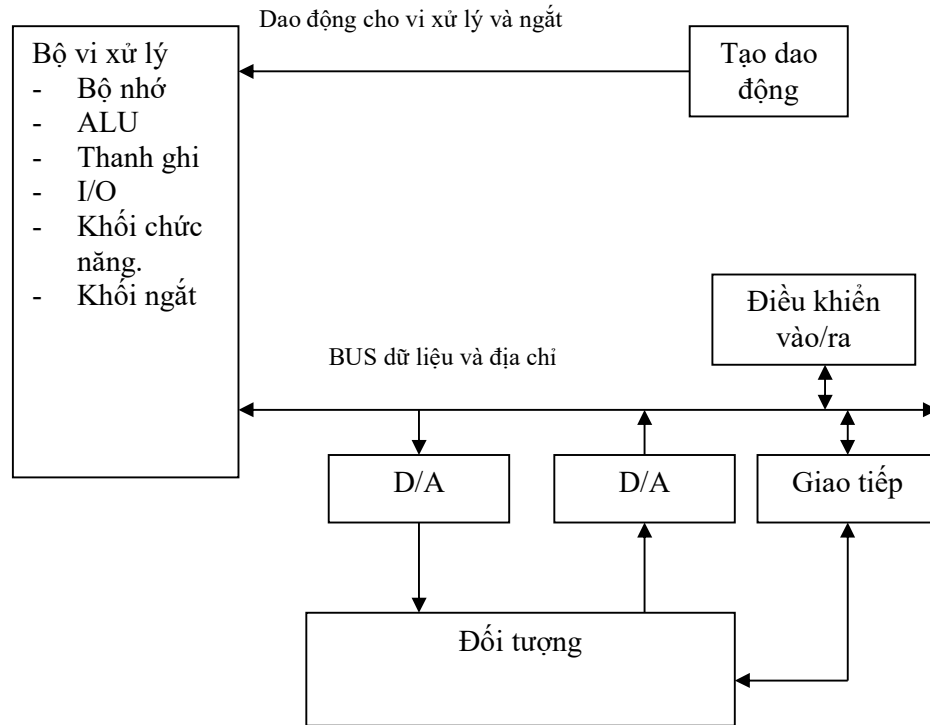 Dao động cho vi xử lý và ngắt
Bộ vi xử lý
- Bộ nhớ
- ALU
- Thanh ghi
- I/O
- Khối chức
năng.
- Khối ngắt
Tạo dao
động
Điều khiển
vào/ra
BUS dữ liệu và địa chỉ
D/A
D/A
Giao tiếp
Đối tượng